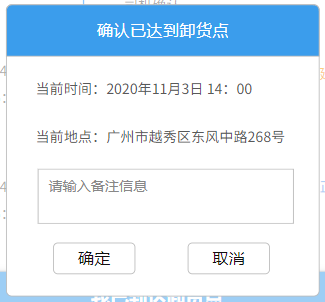 确认已达到卸货点
当前时间：2020年11月3日 14：00
当前地点：广州市越秀区东风中路268号
请输入备注信息
确定
取消